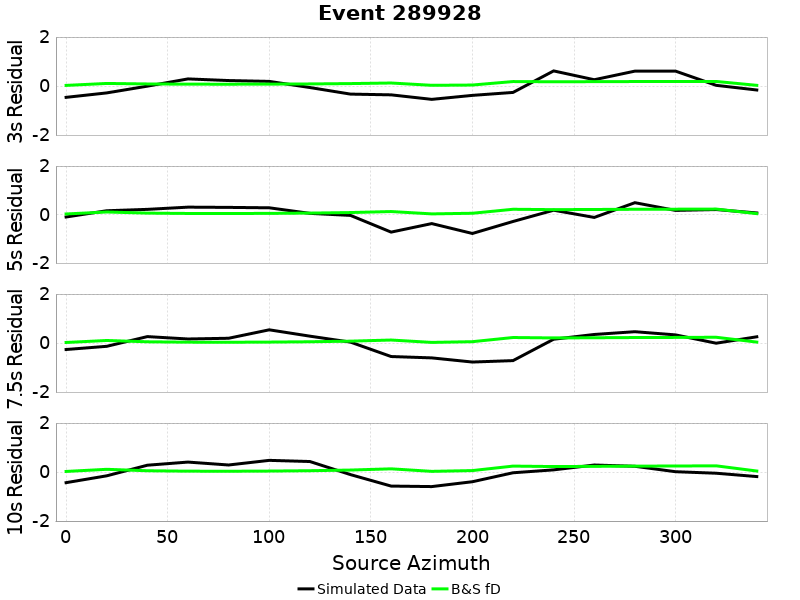 Event 289928
3s Residual
2
0
-2
5s Residual
2
0
-2
7.5s Residual
2
0
-2
10s Residual
2
0
-2
0 50 100 150 200 250 300
Source Azimuth
Simulated Data B&S fD